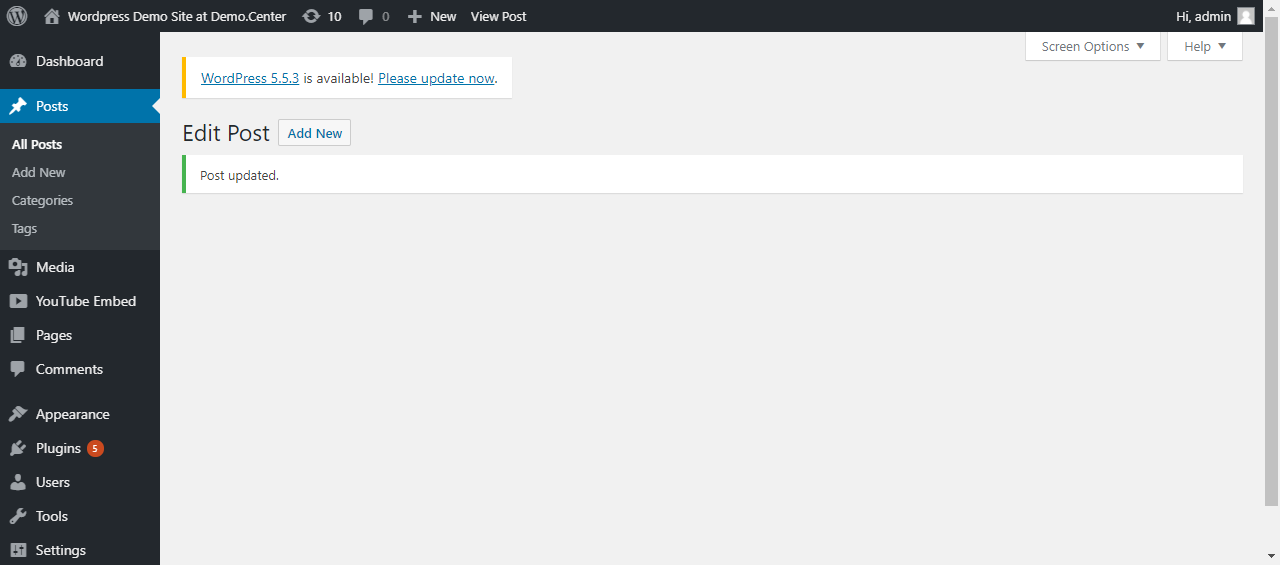 Wordpress Demo Site at Demo.Center 10 0 New View Post Hi, admin
Screen Options Help
Dashboard
Posts
All Posts
Add New
Categories
Tags
Media
YouTube Embed
Pages
Comments
Appearance
Plugins 5
Users
Tools
Settings
WordPress 5.5.3 is available! Please update now.
Edit Post Add New
Post updated.